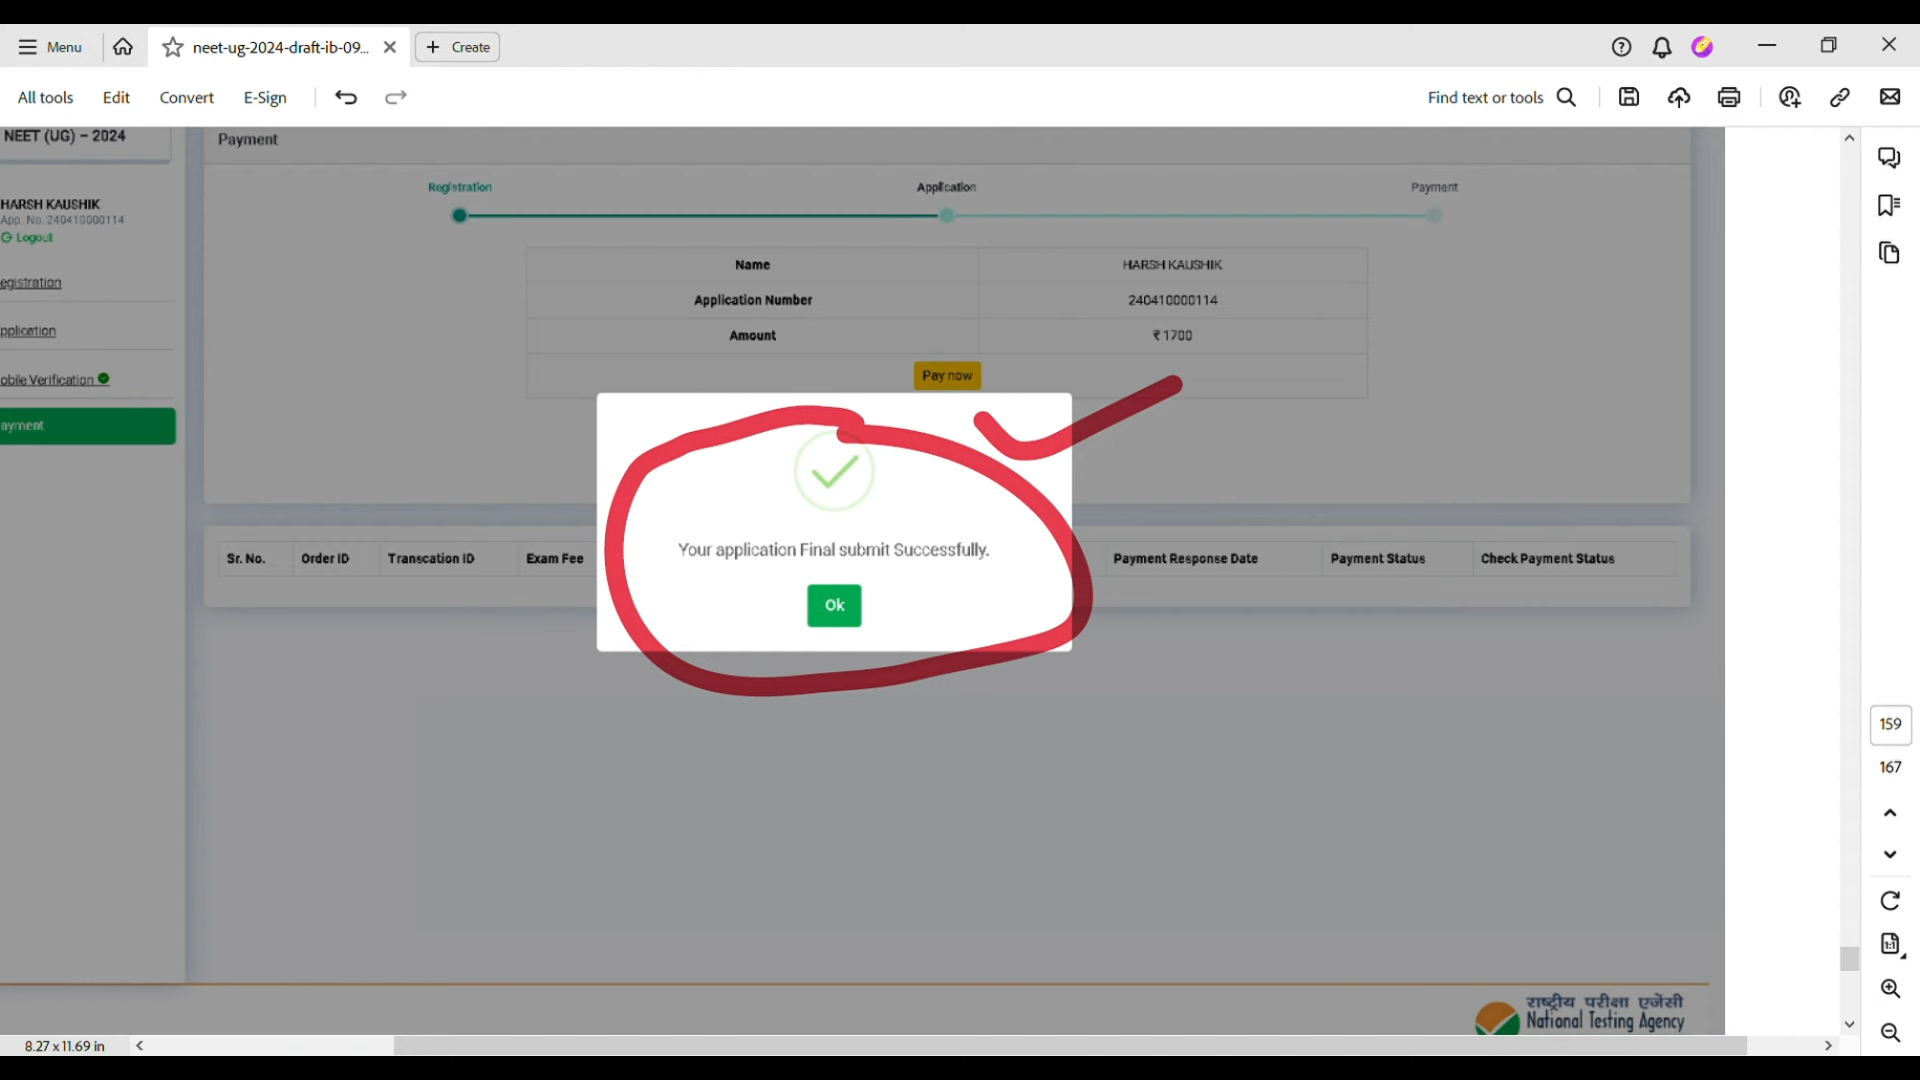 Menu
neet-ug-2024-draft-ib-09...
Create
All tools
Edit
Convert
E-Sign
Find text or tools
NEET (UG) – 2024
Payment
HARSH KAUSHIK
App. No. 240410000114
Logout
Registration
Application
Payment
Name
HARSH KAUSHIK
Application Number
240410000114
Amount
₹ 1700
Pay now
egistration
pplication
obile Verification
ayment
Your application Final submit Successfully.
Ok
Sr. No.
Order ID
Transcation ID
Exam Fee
Payment Response Date
Payment Status
Check Payment Status
159
167
1:1
राष्ट्रीय परीक्षा एजेंसी
National Testing Agency
8.27 x 11.69 in